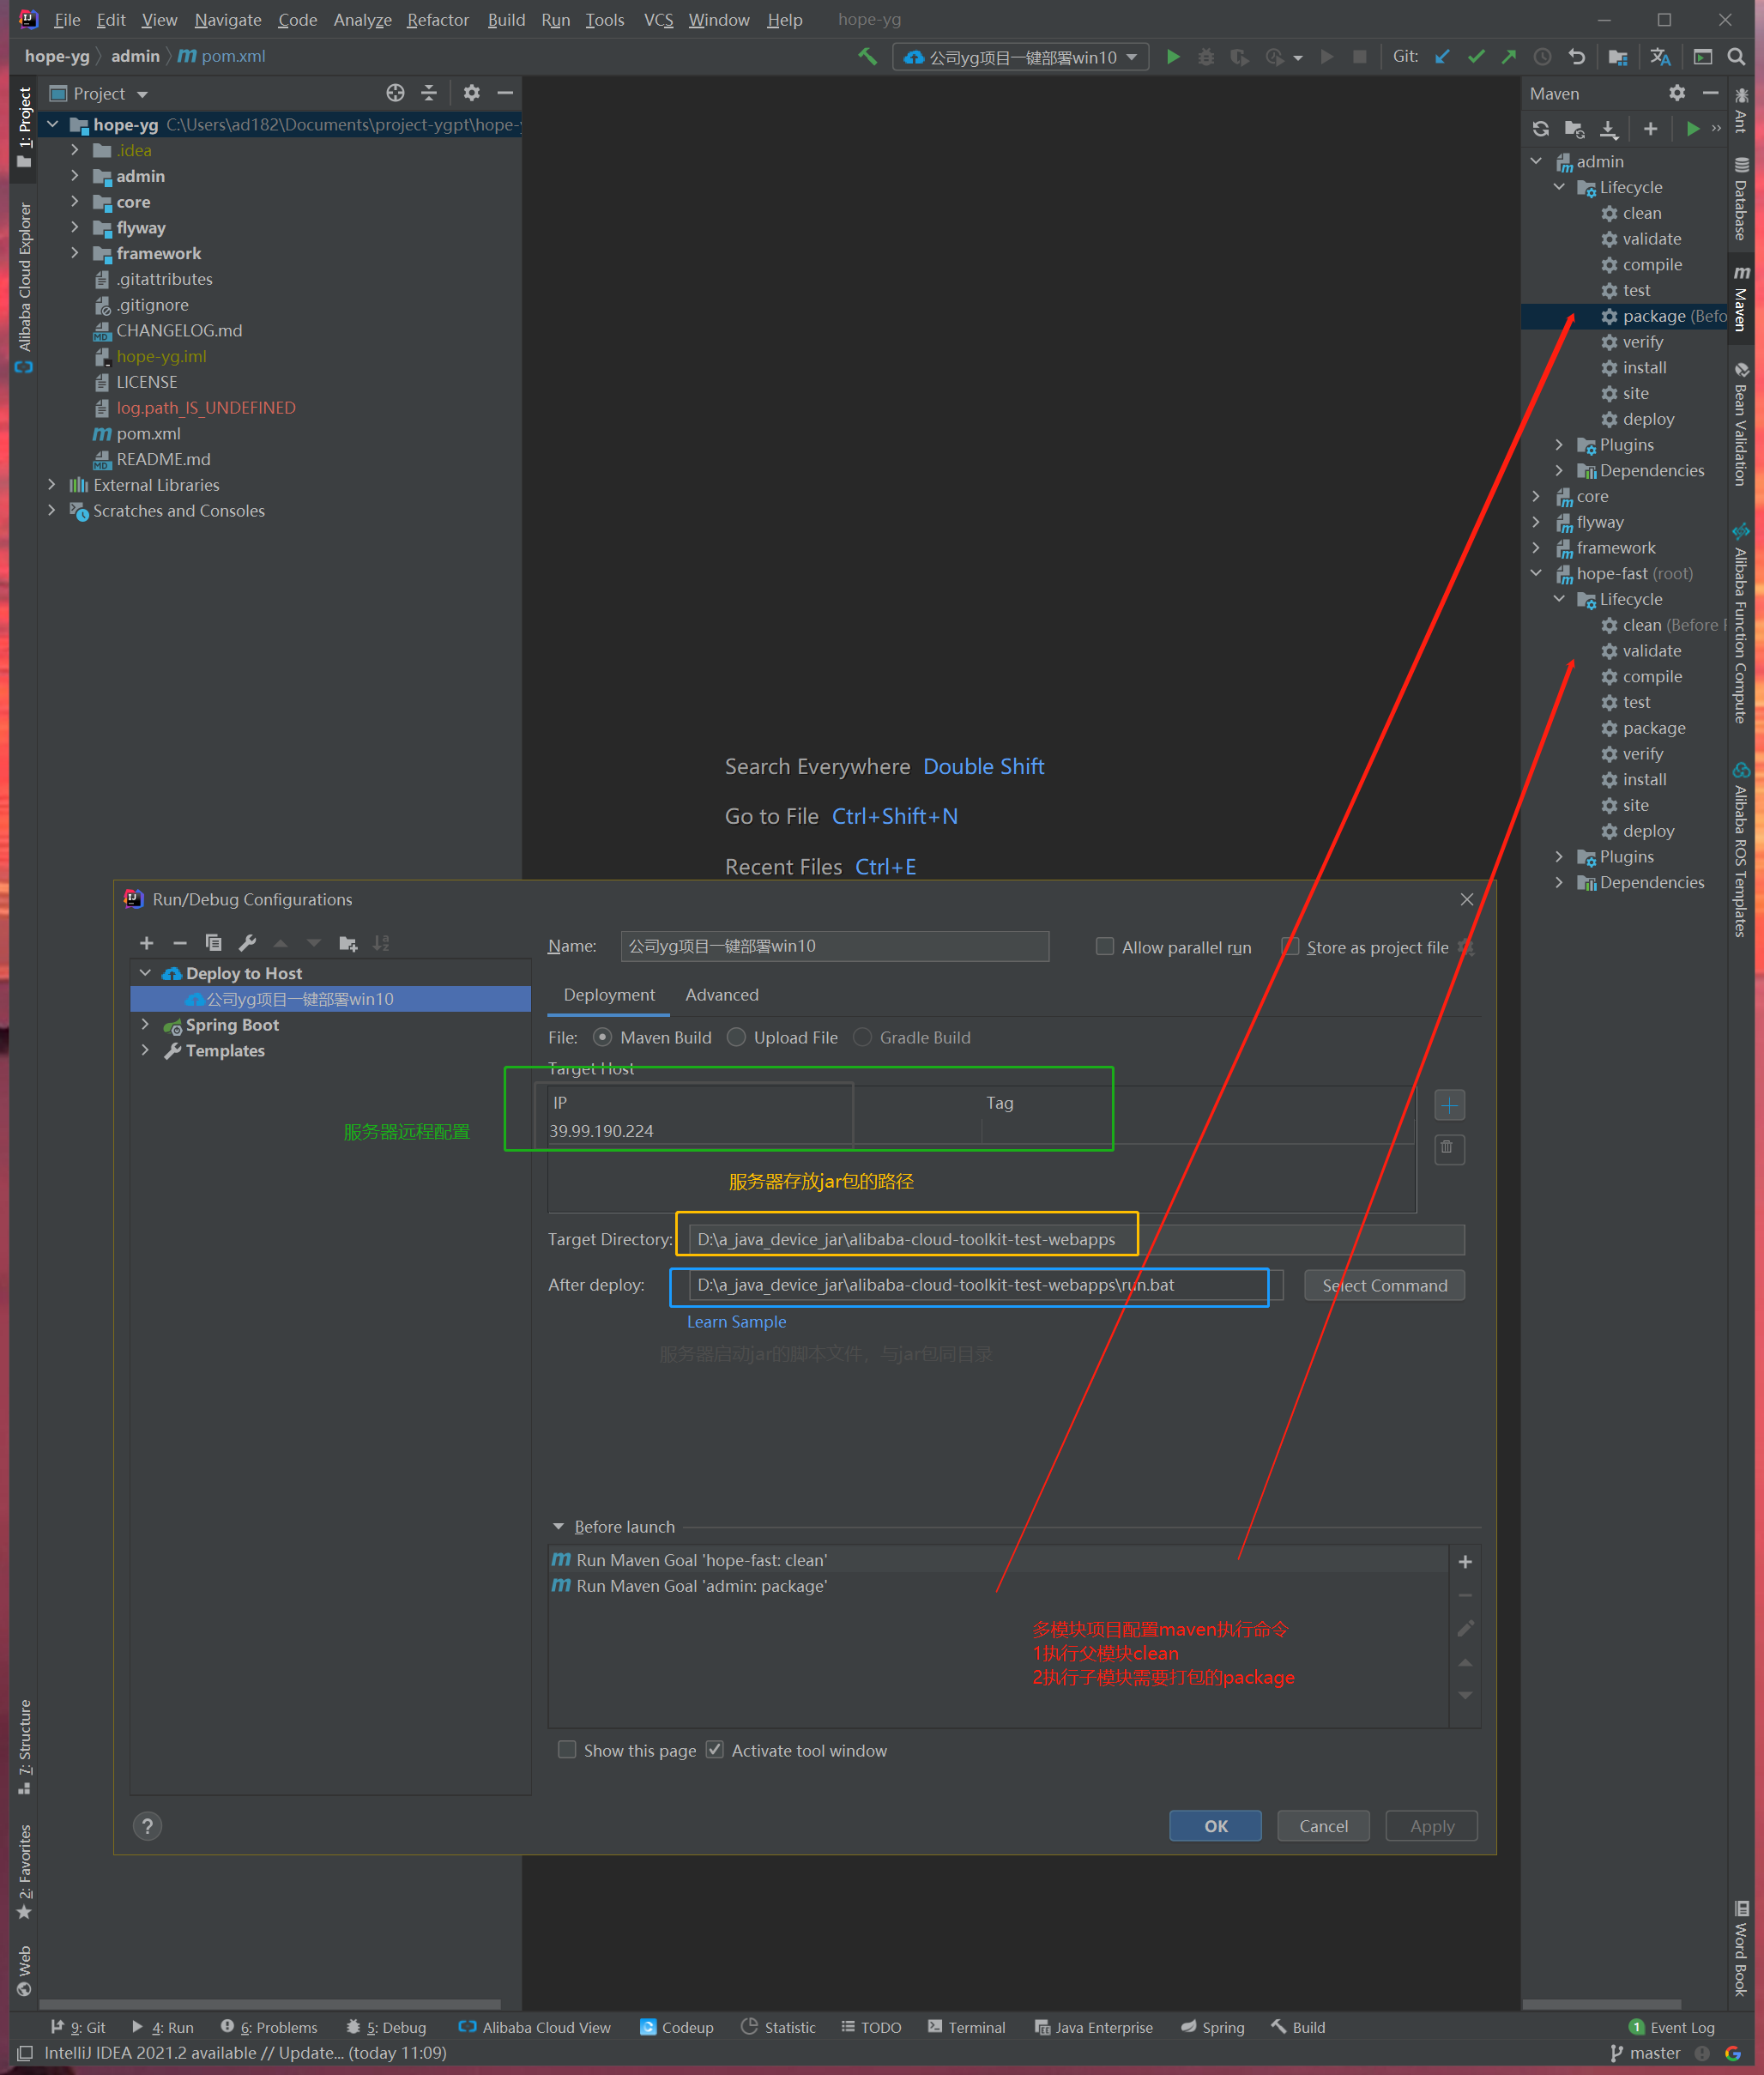 File Edit View Navigate Code Analyze Refactor Build Run Tools VCS Window Help hope-yg
hope-yg admin pom.xml
公司yg项目一键部署win10
Git:
1: Project
Alibaba Cloud Explorer
7: Structure
2: Favorites
Web
Project
hope-yg C:\Users\ad182\Documents\project-ygpt\hope-
.idea
admin
core
flyway
framework
.gitattributes
.gitignore
CHANGELOG.md
hope-yg.iml
LICENSE
log.path_IS_UNDEFINED
pom.xml
README.md
External Libraries
Scratches and Consoles
Search Everywhere Double Shift
Go to File Ctrl+Shift+N
Recent Files Ctrl+E
Maven
admin
Lifecycle
clean
validate
compile
test
package (Befo
verify
install
site
deploy
Plugins
Dependencies
core
flyway
framework
hope-fast (root)
Lifecycle
clean (Before
validate
compile
test
package
verify
install
site
deploy
Plugins
Dependencies
Ant
Database
Maven
Bean Validation
Alibaba Function Compute
Alibaba ROS Templates
Word Book
Run/Debug Configurations
Deploy to Host
公司yg项目一键部署win10
Spring Boot
Templates
Name: 公司yg项目一键部署win10
Allow parallel run
Store as project file
Deployment Advanced
File: Maven Build Upload File Gradle Build
Target Host
IP Tag
39.99.190.224
服务器远程配置
服务器存放jar包的路径
Target Directory: D:\a_java_device_jar\alibaba-cloud-toolkit-test-webapps
After deploy: D:\a_java_device_jar\alibaba-cloud-toolkit-test-webapps\run.bat
Select Command
Learn Sample
服务器启动jar的脚本文件，与jar包同目录
Before launch
Run Maven Goal 'hope-fast: clean'
Run Maven Goal 'admin: package'
多模块项目配置maven执行命令
1执行父模块clean
2执行子模块需要打包的package
Show this page Activate tool window
OK Cancel Apply
9: Git 4: Run 6: Problems 5: Debug Alibaba Cloud View Codeup Statistic TODO Terminal Java Enterprise Spring Build 1 Event Log
IntelliJ IDEA 2021.2 available // Update... (today 11:09) master